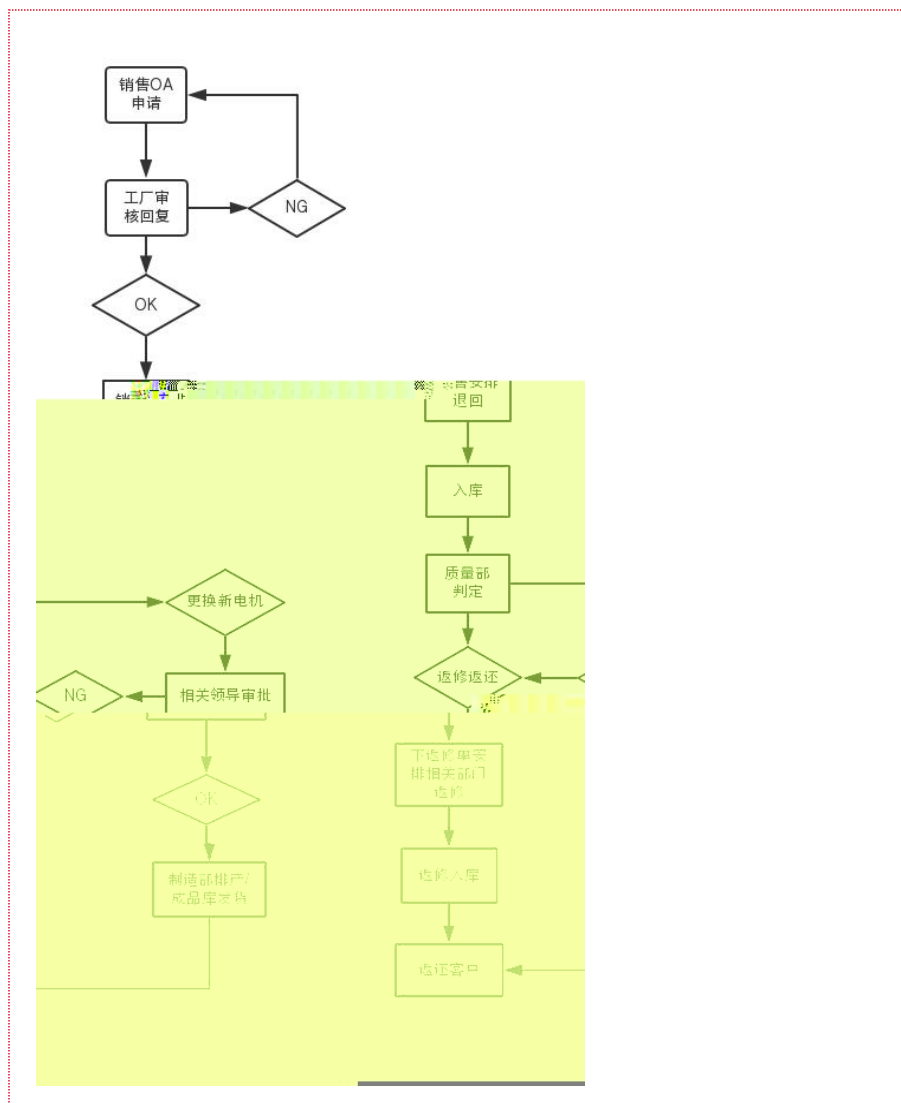 销售OA
申请
工厂审
核回复
NG
OK
退回
入库
质量部
判定
更换新电机
返修返还
NG
相关领导审批
下返修单安
排相关部门
返修
OK
制造部排产/
成品库发货
返修入库
返还客户